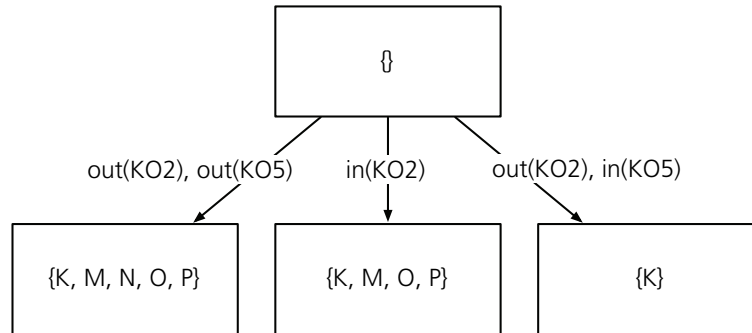 {}
out(KO2), out(KO5) in(KO2) out(KO2), in(KO5)
{K, M, N, O, P} {K, M, O, P} {K}